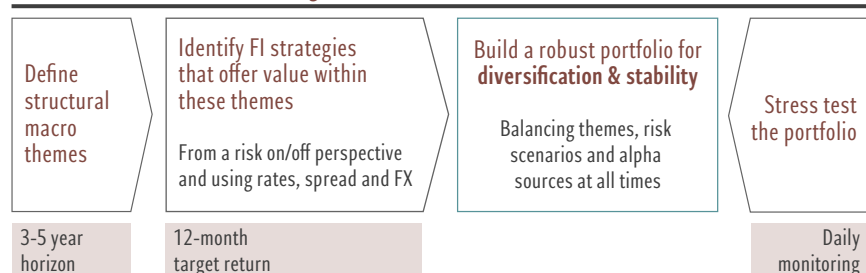 Define
structural
macro
themes
Identify FI strategies
that offer value within
these themes
From a risk on/off perspective
and using rates, spread and FX
Build a robust portfolio for
diversification & stability
Balancing themes, risk
scenarios and alpha
sources at all times
Stress test
the portfolio
3-5 year
horizon
12-month
target return
Daily
monitoring